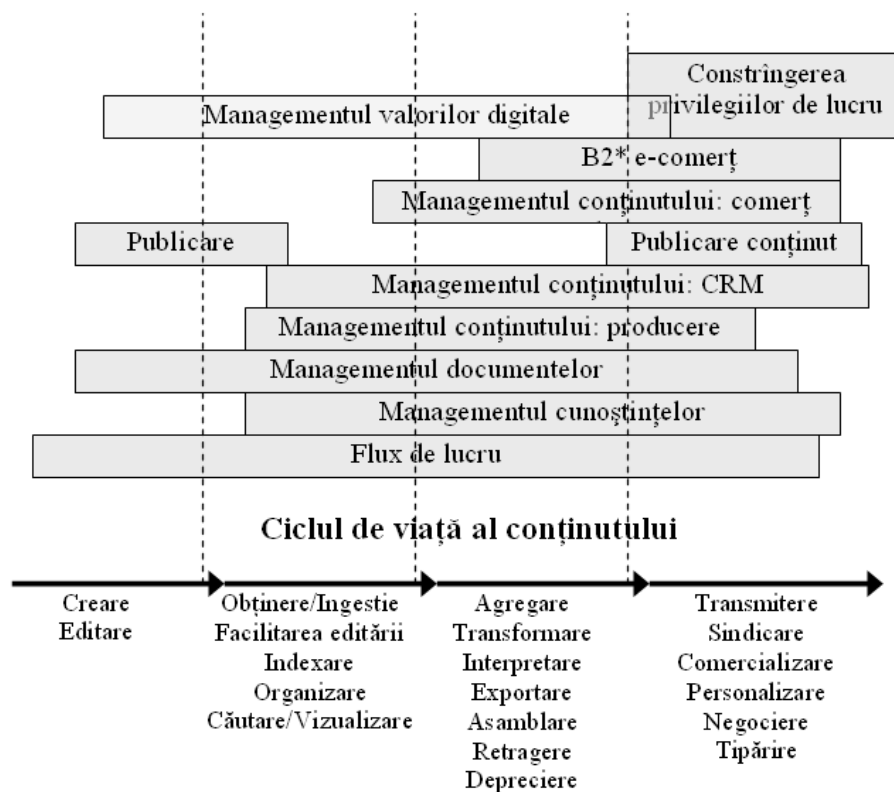 Constrîngerea
privilegiilor de lucru
Managementul valorilor digitale
B2* e-comerț
Managementul conținutului: comerț
Publicare
Publicare conținut
Managementul conținutului: CRM
Managementul conținutului: producere
Managementul documentelor
Managementul cunoștințelor
Flux de lucru
Ciclul de viață al conținutului
Creare
Editare
Obținere/Ingestie
Facilitarea editării
Indexare
Organizare
Căutare/Vizualizare
Agregare
Transformare
Interpretare
Exportare
Asamblare
Retragere
Depreciere
Transmitere
Sindicare
Comercializare
Personalizare
Negociere
Tipărire